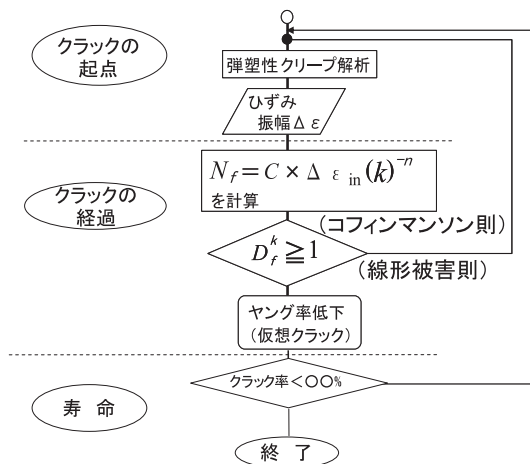 クラックの
起点
弾塑性クリープ解析
ひずみ
振幅Δε
N_f=C×Δε_in(k)^-n
を計算
クラックの
経過
(コフィンマンソン則)
D_f^k≧1
(線形被害則)
ヤング率低下
(仮想クラック)
クラック率<〇〇%
寿 命
終 了